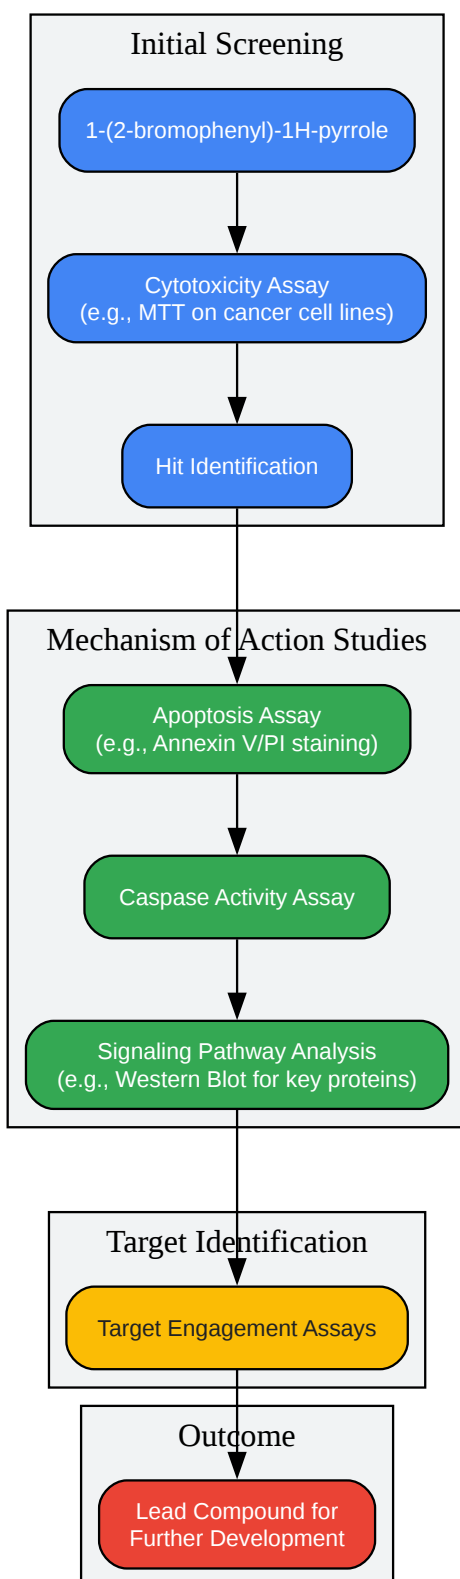 Initial Screening
1-(2-bromophenyl)-1H-pyrrole
Cytotoxicity Assay
(e.g., MTT on cancer cell lines)
Hit Identification
Mechanism of Action Studies
Apoptosis Assay
(e.g., Annexin V/PI staining)
Caspase Activity Assay
Signaling Pathway Analysis
(e.g., Western Blot for key proteins)
Target Identification
Target Engagement Assays
Outcome
Lead Compound for
Further Development